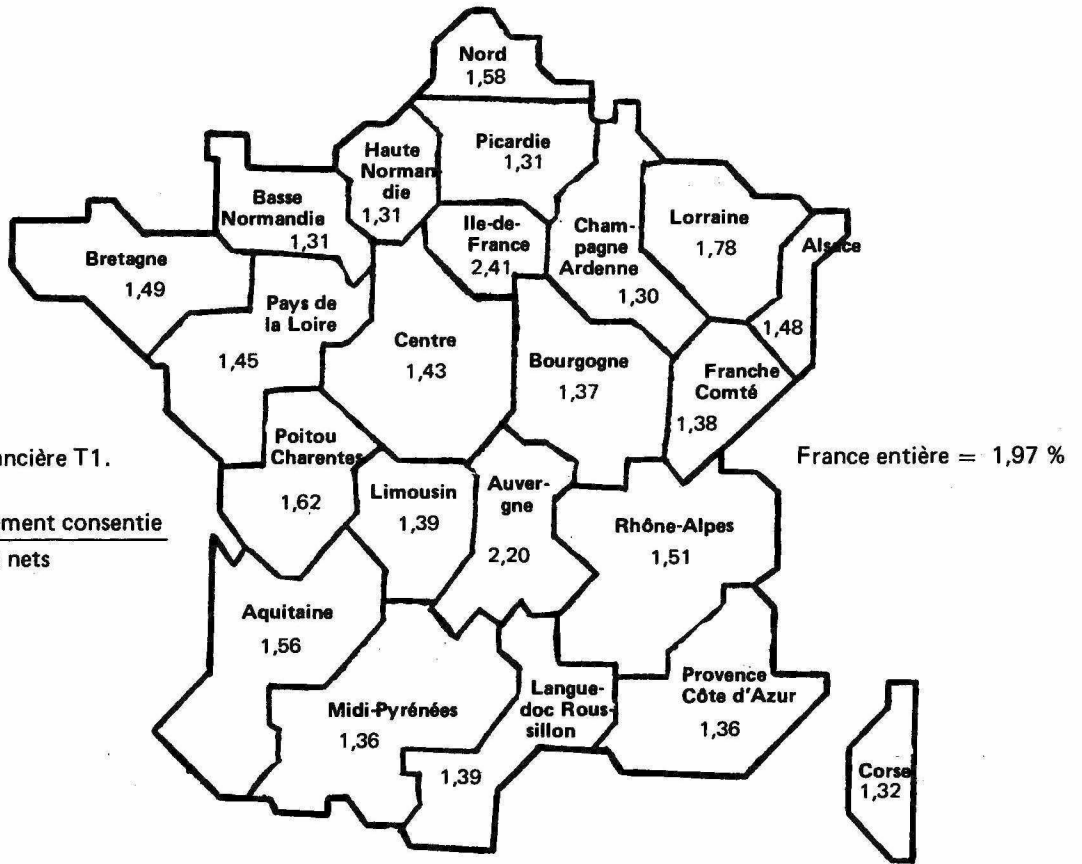 Nord
1,58
Picardie
1,31
Haute
Norman
die
1,31
Basse
Normandie
1,31
Ile-de-
France
2,41
Cham-
pagne
Ardenne
1,30
Lorraine
1,78
Alsace
1,48
Bretagne
1,49
Pays de
la Loire
1,45
Centre
1,43
Bourgogne
1,37
Franche
Comté
1,38
ancière T1.
ement consentie
nets
France entière = 1,97 %
Poitou
Charentes
1,62
Limousin
1,39
Auver-
gne
2,20
Rhône-Alpes
1,51
Aquitaine
1,56
Midi-Pyrénées
1,36
Langue-
doc Rous-
sillon
1,39
Provence
Côte d'Azur
1,36
Corse
1,32